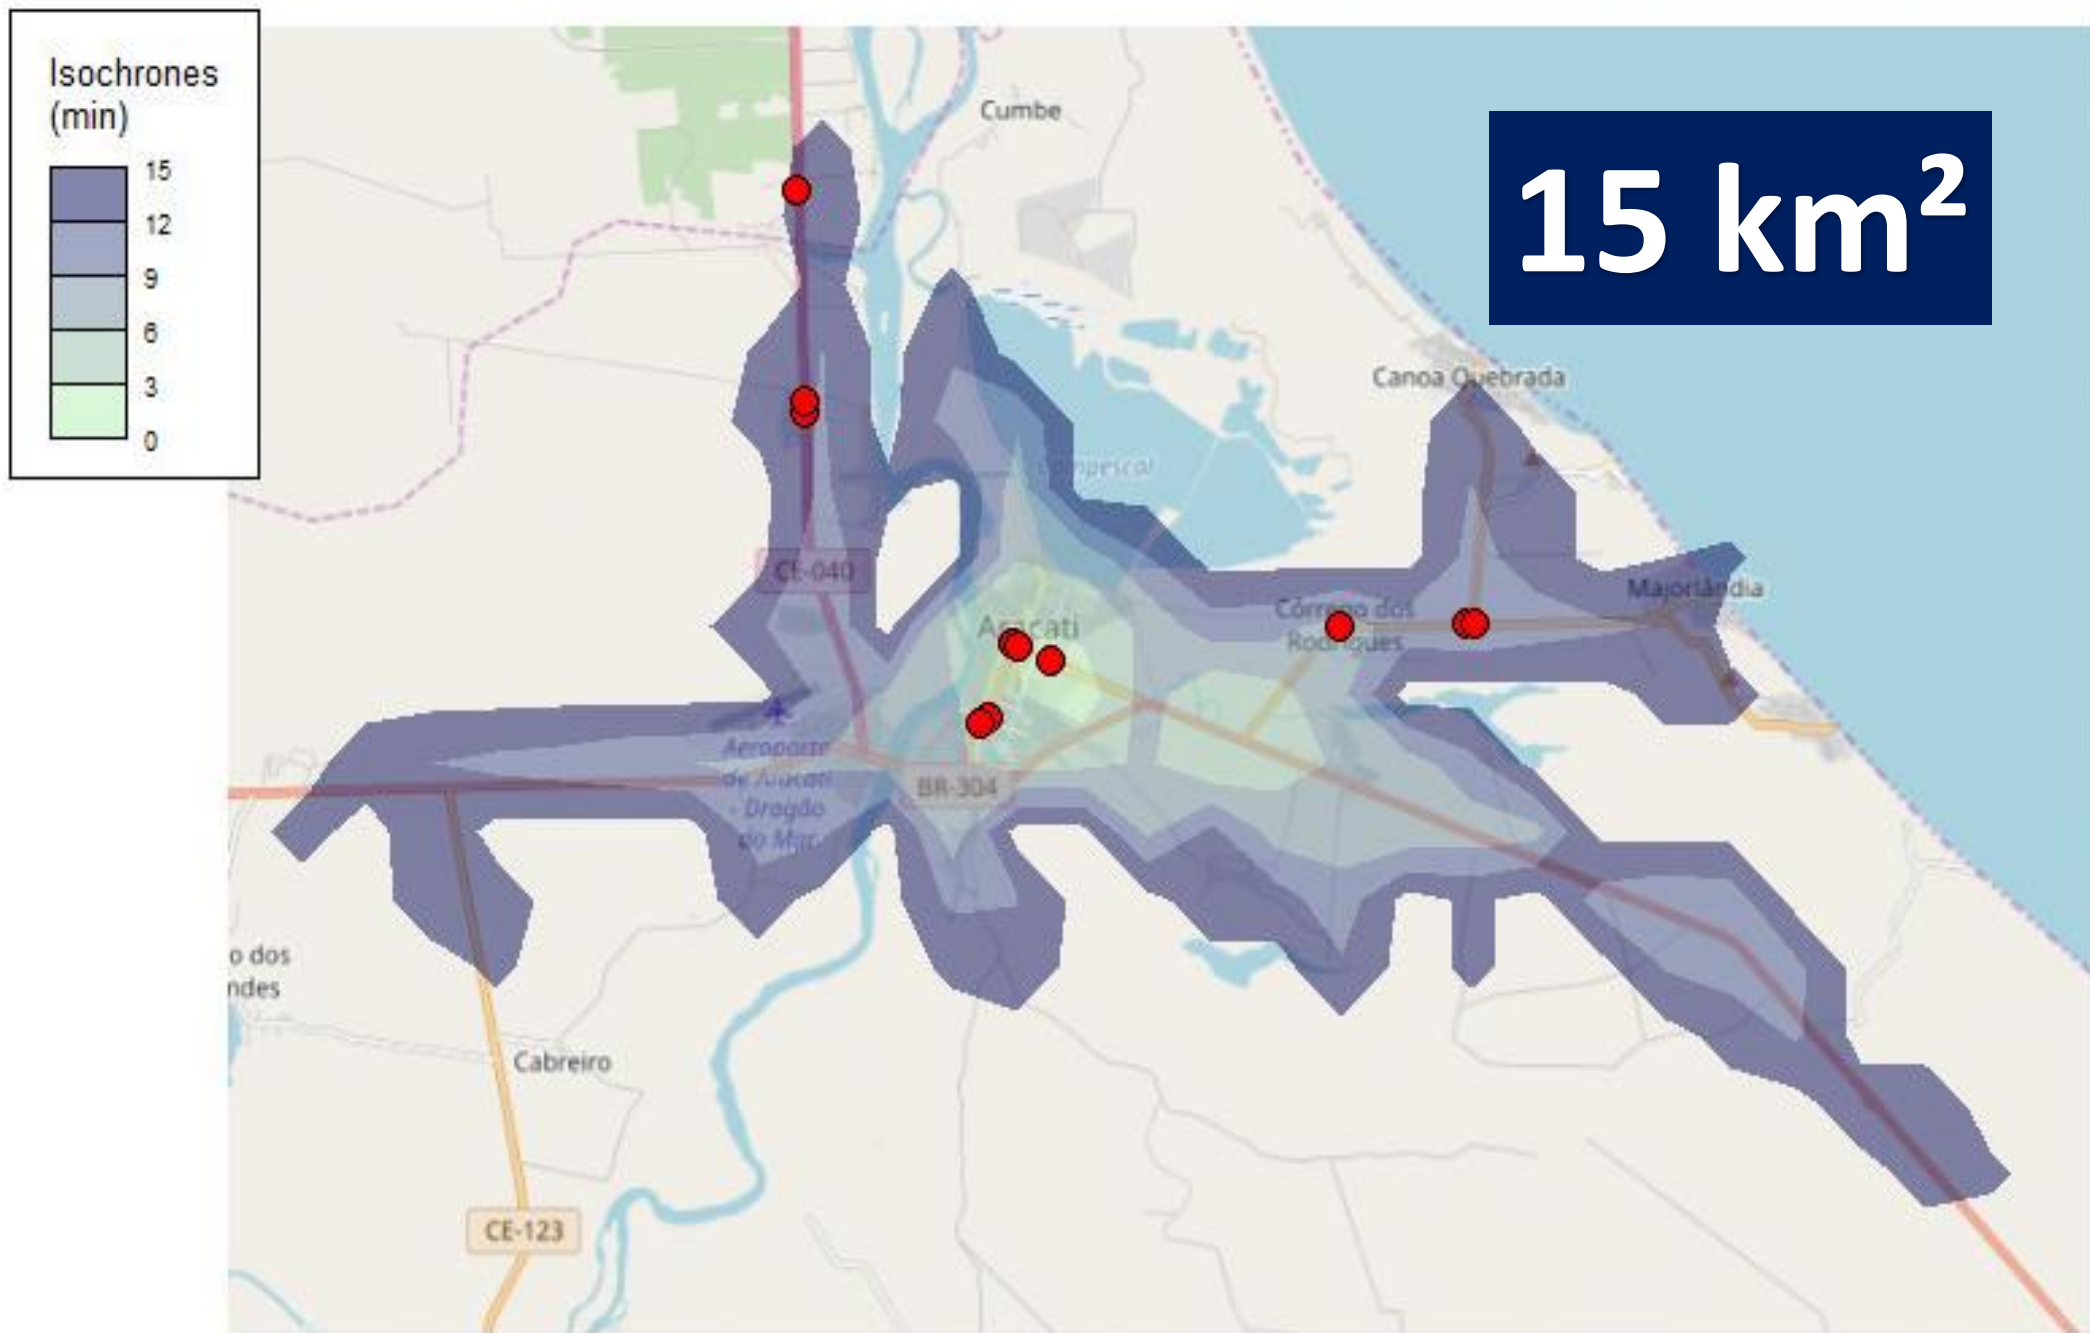 Isochrones
(min)
15
12
9
6
3
0
Cumbe
15 km²
Canoa Quebrada
Compescal
CE-040
Majorlândia
Córrego dos
Rodrigues
Aracati
Aeroporto
de Aracati
- Dragão
do Mar
BR-304
o dos
ndes
Cabreiro
CE-123